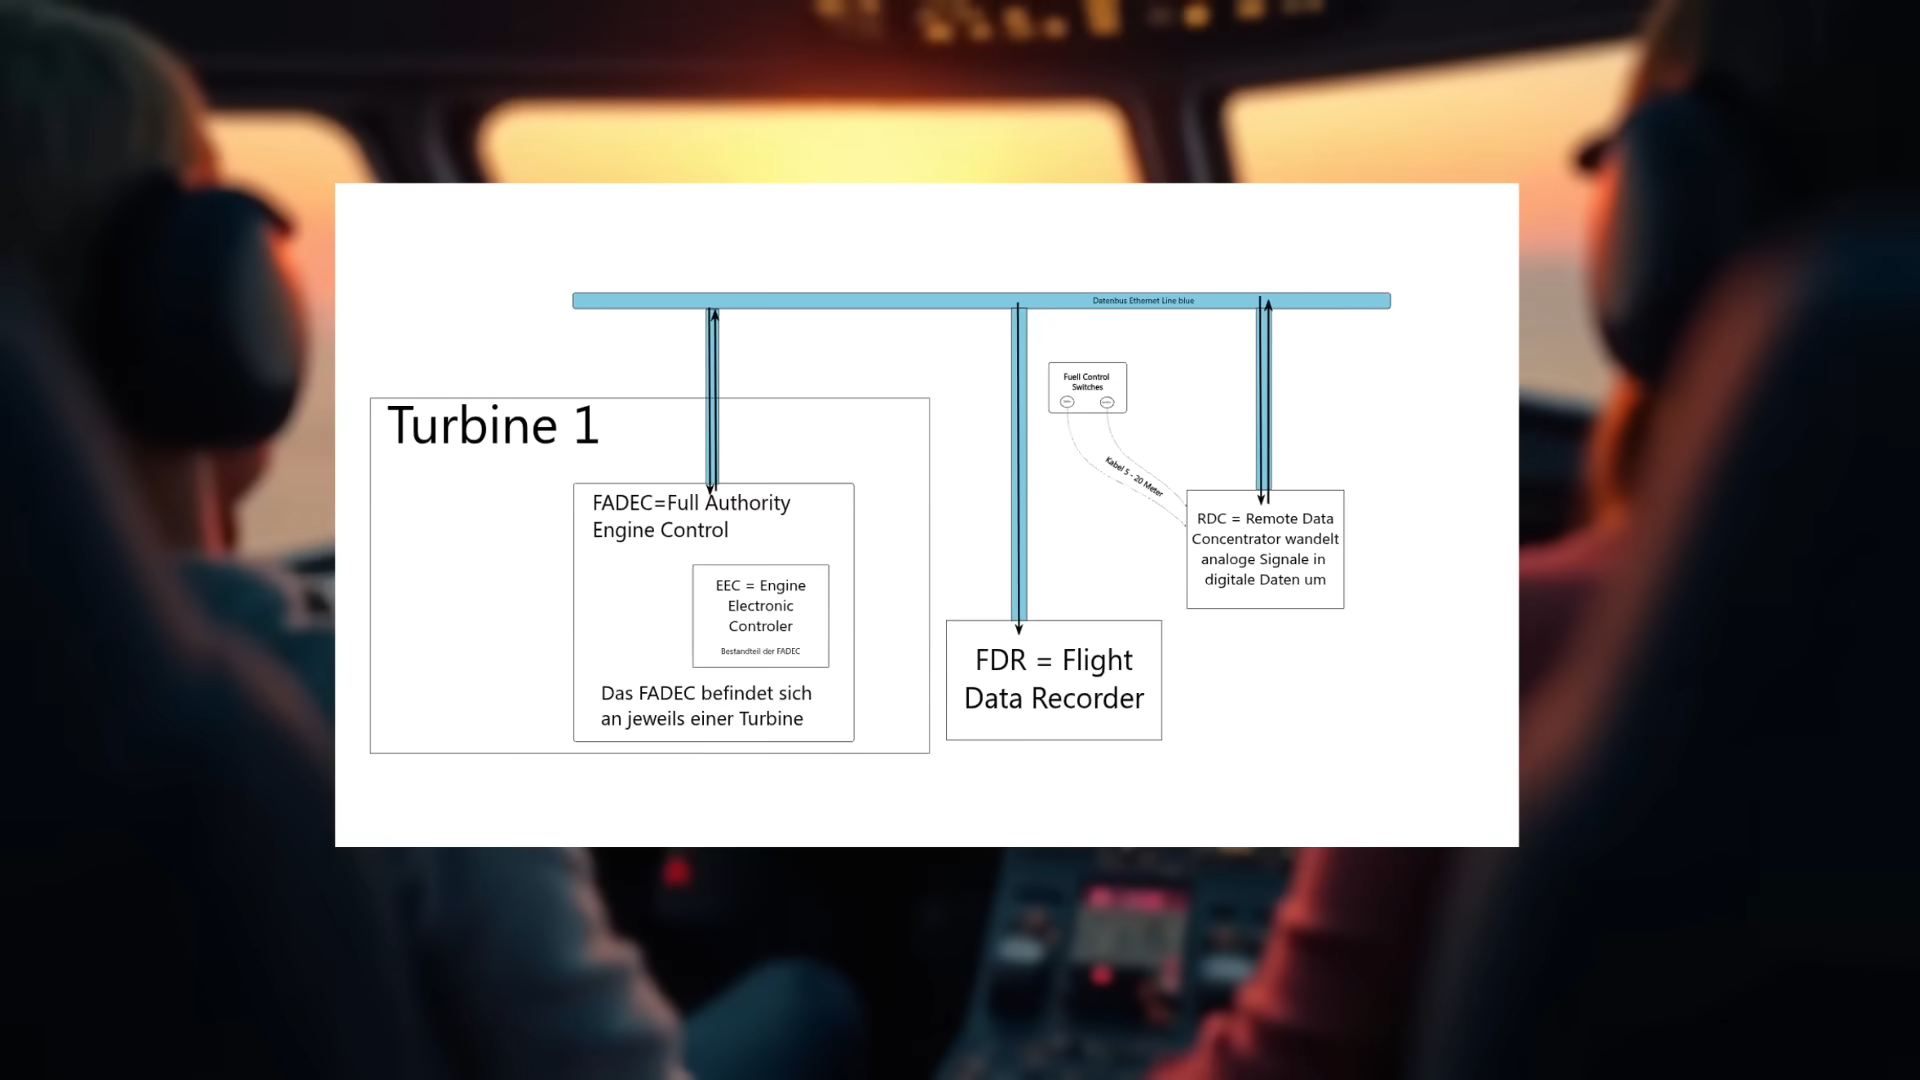 Datenbus Ethernet Line blue
Fuell Control
Switches
Kabel 5 - 20 Meter
Turbine 1
FADEC=Full Authority
Engine Control
EEC = Engine
Electronic
Controler
Bestandteil der FADEC
Das FADEC befindet sich
an jeweils einer Turbine
FDR = Flight
Data Recorder
RDC = Remote Data
Concentrator wandelt
analoge Signale in
digitale Daten um